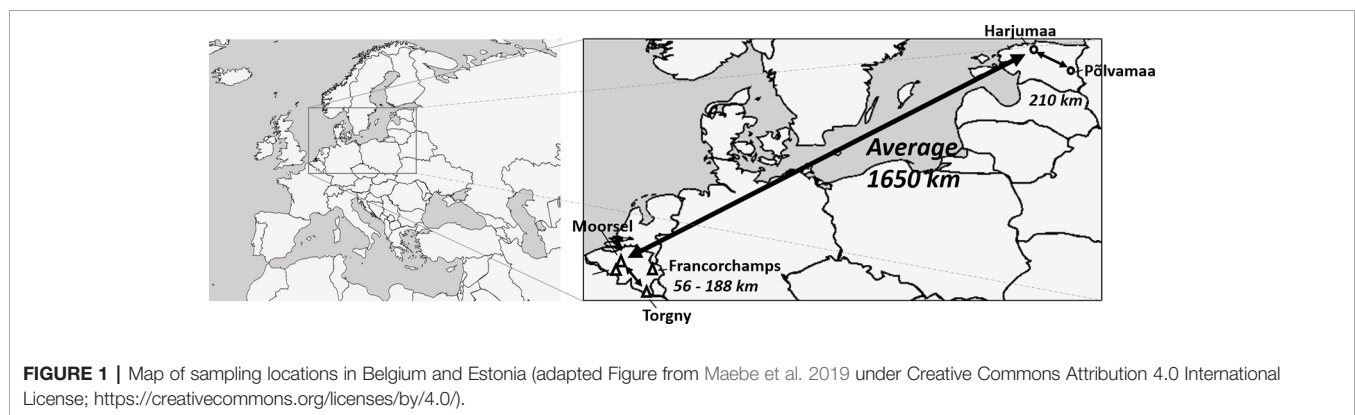 Harjumaa
Põlvamaa
210 km
Average
1650 km
Moorsel
Francorchamps
56 - 188 km
Torgny
FIGURE 1 | Map of sampling locations in Belgium and Estonia (adapted Figure from Maebe et al. 2019 under Creative Commons Attribution 4.0 International
License; https://creativecommons.org/licenses/by/4.0/).